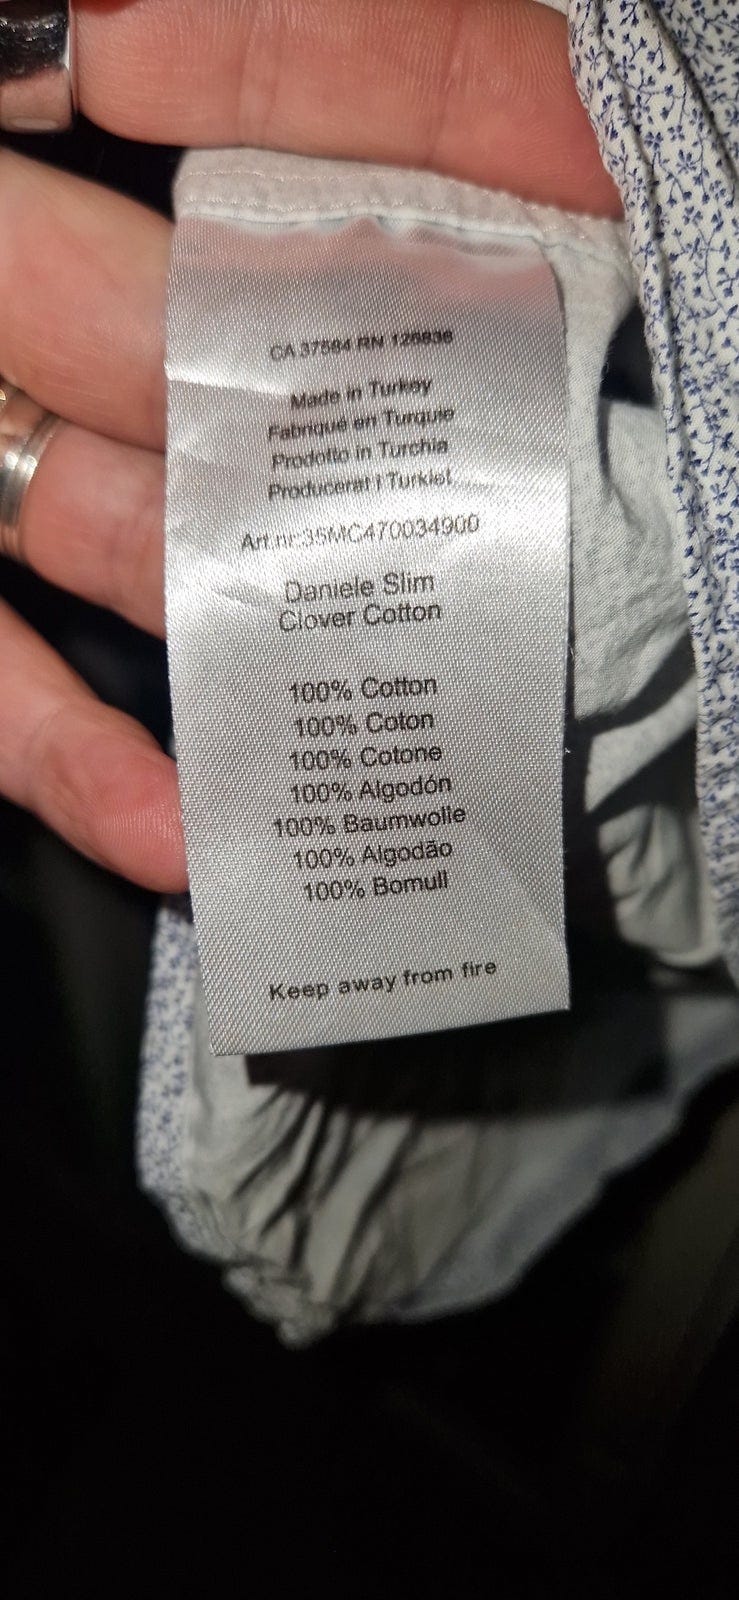 CA 37584 RN 126838
Made in Turkey
Fabriqué en Turquie
Prodotto in Turchia
Producerat i Turkiet
Art.nr:35MC470034900
Daniele Slim
Clover Cotton
100% Cotton
100% Coton
100% Cotone
100% Algodón
100% Baumwolle
100% Algodão
100% Bomull
Keep away from fire